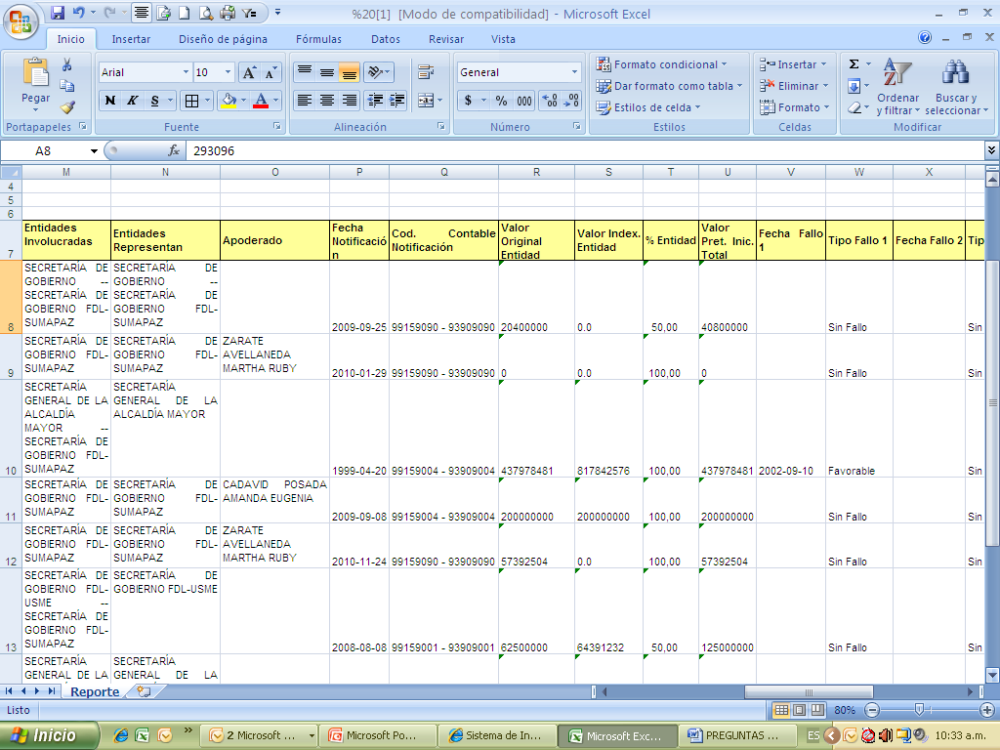 %20[1] [Modo de compatibilidad] - Microsoft Excel
Inicio Insertar Diseño de página Fórmulas Datos Revisar Vista
Pegar
Portapapeles
Arial 10
N K S
Fuente
Alineación
General
$ % 000
Número
Formato condicional
Dar formato como tabla
Estilos de celda
Estilos
Insertar
Eliminar
Formato
Celdas
Σ
Ordenar y filtrar
Buscar y seleccionar
Modificar
A8 fx 293096
M N O P Q R S T U V W X
4
5
6
7
Entidades Involucradas
Entidades Representan
Apoderado
Fecha Notificación
Cod. Contable Notificación
Valor Original Entidad
Valor Index. Entidad
% Entidad
Valor Pret. Inic. Total
Fecha Fallo 1
Tipo Fallo 1
Fecha Fallo 2
Tip
8
SECRETARÍA DE GOBIERNO -- SECRETARÍA DE GOBIERNO FDL-SUMAPAZ
SECRETARÍA DE GOBIERNO -- SECRETARÍA DE GOBIERNO FDL-SUMAPAZ
2009-09-25 99159090 - 93909090 20400000 0.0 50,00 40800000 Sin Fallo Sin
9
SECRETARÍA DE GOBIERNO FDL-SUMAPAZ
SECRETARÍA DE GOBIERNO FDL-SUMAPAZ
ZARATE AVELLANEDA MARTHA RUBY
2010-01-29 99159090 - 93909090 0 0.0 100,00 0 Sin Fallo Sin
10
SECRETARÍA GENERAL DE LA ALCALDÍA MAYOR -- SECRETARÍA DE GOBIERNO FDL-SUMAPAZ
SECRETARÍA GENERAL DE LA ALCALDÍA MAYOR
1999-04-20 99159004 - 93909004 437978481 817842576 100,00 437978481 2002-09-10 Favorable Sin
11
SECRETARÍA DE GOBIERNO FDL-SUMAPAZ
SECRETARÍA DE GOBIERNO FDL-SUMAPAZ
CADAVID POSADA AMANDA EUGENIA
2009-09-08 99159004 - 93909004 200000000 200000000 100,00 200000000 Sin Fallo Sin
12
SECRETARÍA DE GOBIERNO FDL-SUMAPAZ
SECRETARÍA DE GOBIERNO FDL-SUMAPAZ
ZARATE AVELLANEDA MARTHA RUBY
2010-11-24 99159090 - 93909090 57392504 0.0 100,00 57392504 Sin Fallo Sin
13
SECRETARÍA DE GOBIERNO FDL-USME -- SECRETARÍA DE GOBIERNO FDL-SUMAPAZ
SECRETARÍA DE GOBIERNO FDL-USME
2008-08-08 99159001 - 93909001 62500000 64391232 50,00 125000000 Sin Fallo Sin
SECRETARÍA GENERAL DE LA
SECRETARÍA GENERAL DE LA
Reporte
Listo 80%
Inicio » 2 Microsoft ... Microsoft Po... Sistema de In... Microsoft Exc... PREGUNTAS ... ES 10:33 a.m.